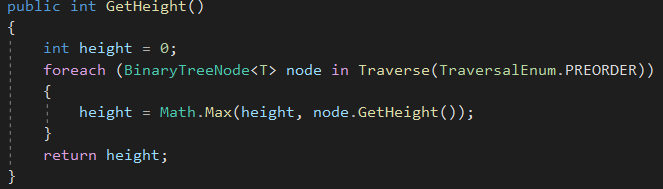 public int GetHeight()
{
int height = 0;
foreach (BinaryTreeNode<T> node in Traverse(TraversalEnum.PREORDER))
{
height = Math.Max(height, node.GetHeight());
}
return height;
}